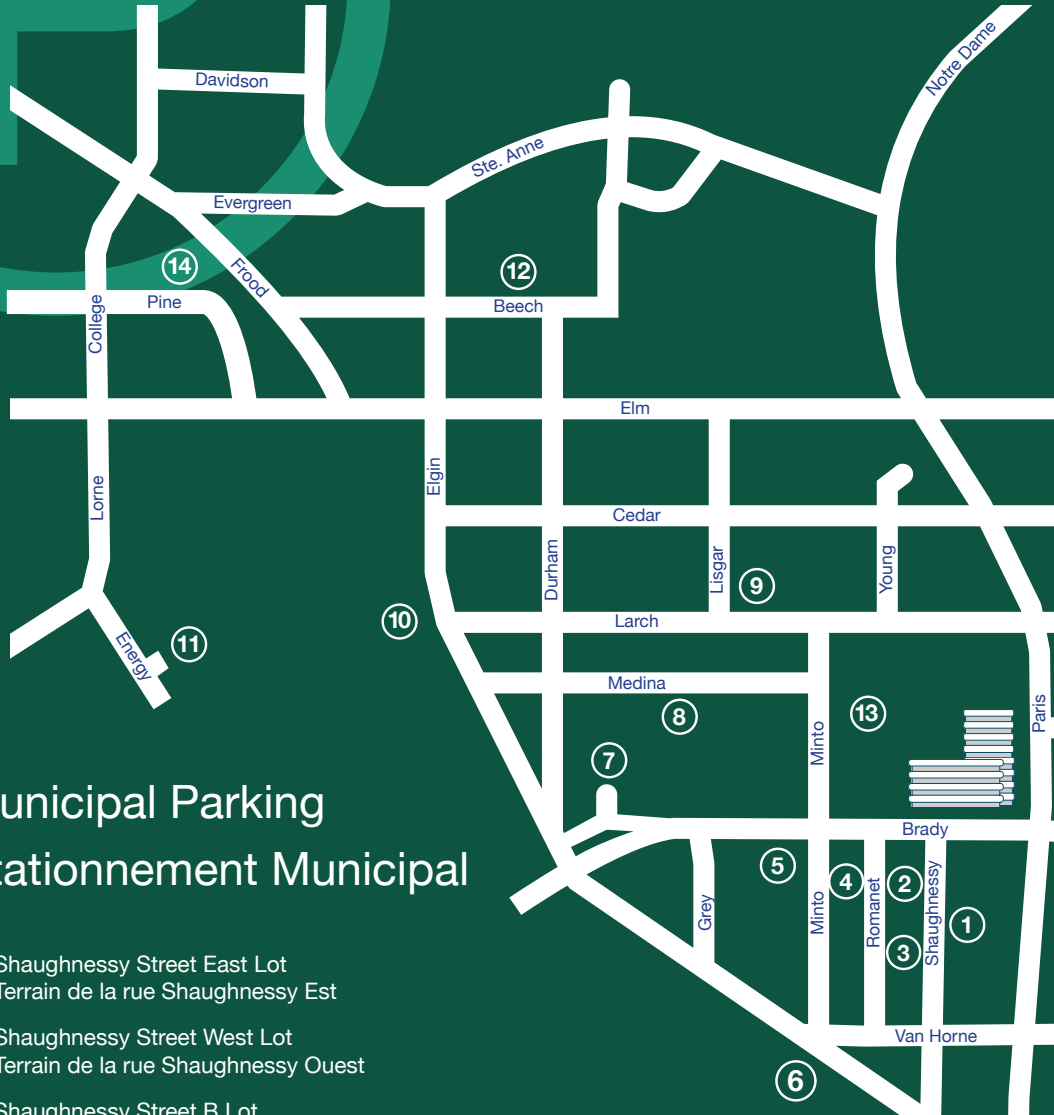 Davidson
Notre Dame
Ste. Anne
Evergreen
14
Frood
12
Pine
Beech
College
Elm
Elgin
Lorne
Cedar
Durham
Lisgar
9
Young
10
Larch
11
Energy
Medina
8
13
Minto
Paris
7
unicipal Parking
Brady
tationnement Municipal
5
4
2
Grey
Minto
Romanet
3
Shaughnessy
1
Shaughnessy Street East Lot
Terrain de la rue Shaughnessy Est
Shaughnessy Street West Lot
Van Horne
Terrain de la rue Shaughnessy Ouest
6
Shaughnessy Street B Lot